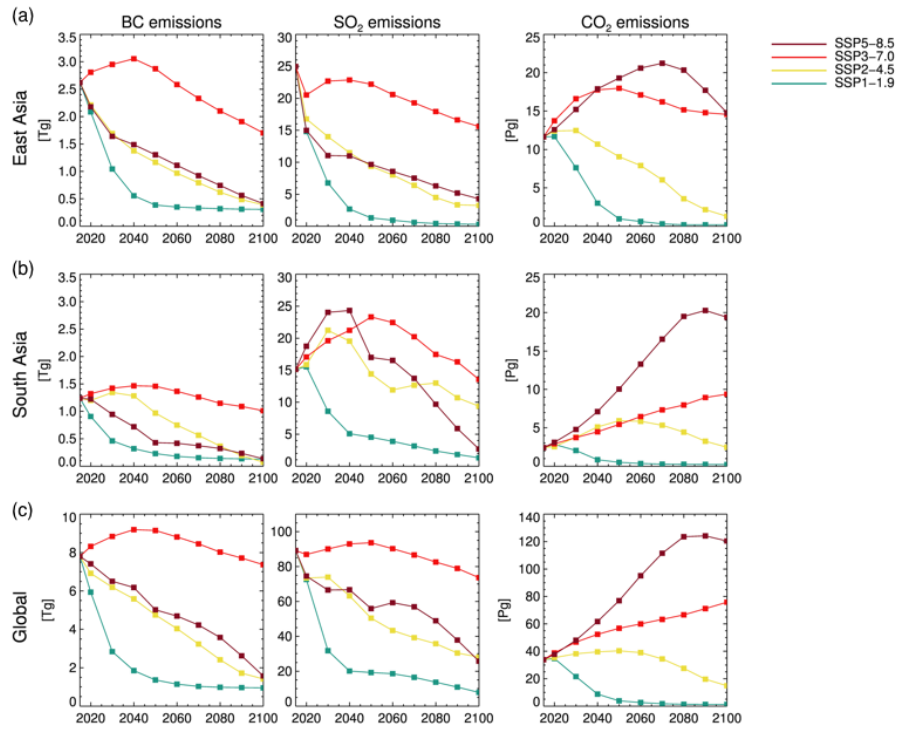 (a)
BC emissions
SO2 emissions
CO2 emissions
SSP5−8.5
SSP3−7.0
SSP2−4.5
SSP1−1.9
East Asia
[Tg]
3.5
3.0
2.5
2.0
1.5
1.0
0.5
0.0
2020 2040 2060 2080 2100
30
25
20
15
10
5
0
2020 2040 2060 2080 2100
[Pg]
25
20
15
10
5
0
2020 2040 2060 2080 2100
(b)
South Asia
[Tg]
3.5
3.0
2.5
2.0
1.5
1.0
0.5
0.0
2020 2040 2060 2080 2100
30
25
20
15
10
5
0
2020 2040 2060 2080 2100
[Pg]
25
20
15
10
5
0
2020 2040 2060 2080 2100
(c)
Global
[Tg]
10
8
6
4
2
0
2020 2040 2060 2080 2100
100
80
60
40
20
0
2020 2040 2060 2080 2100
[Pg]
140
120
100
80
60
40
20
0
2020 2040 2060 2080 2100